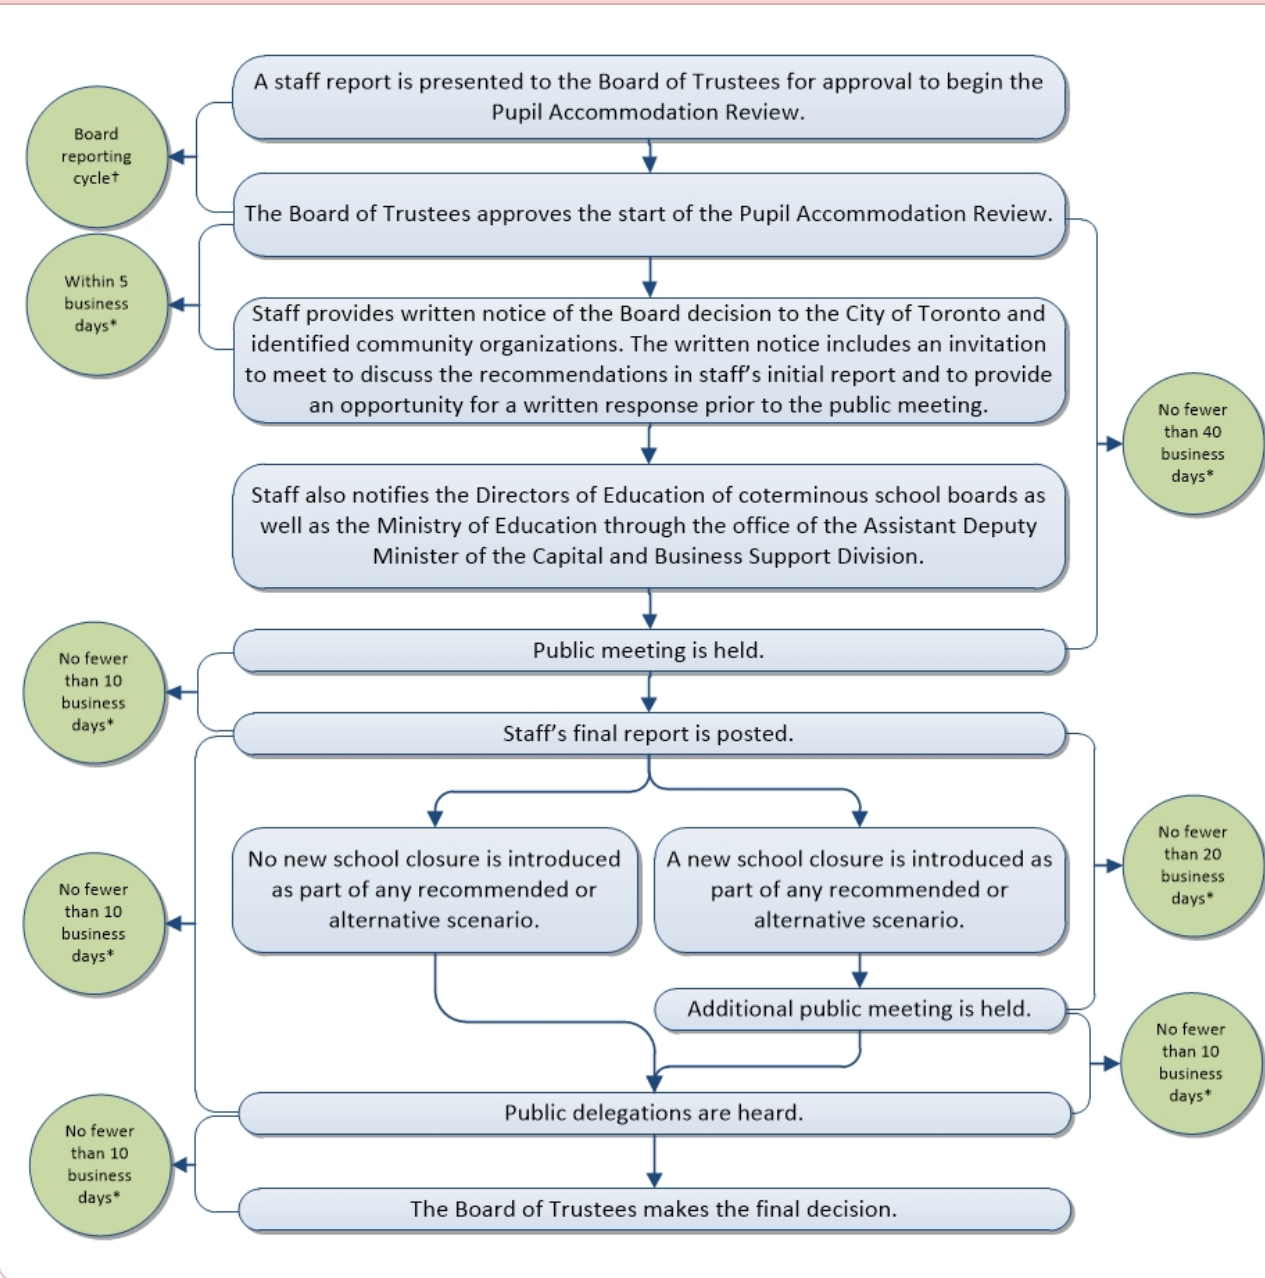 A staff report is presented to the Board of Trustees for approval to begin the
Pupil Accommodation Review.
Board
reporting
cycle†
The Board of Trustees approves the start of the Pupil Accommodation Review.
Within 5
business
days*
Staff provides written notice of the Board decision to the City of Toronto and
identified community organizations. The written notice includes an invitation
to meet to discuss the recommendations in staff’s initial report and to provide
an opportunity for a written response prior to the public meeting.
No fewer
than 40
business
days*
Staff also notifies the Directors of Education of coterminous school boards as
well as the Ministry of Education through the office of the Assistant Deputy
Minister of the Capital and Business Support Division.
Public meeting is held.
No fewer
than 10
business
days*
Staff’s final report is posted.
No new school closure is introduced
as part of any recommended or
alternative scenario.
A new school closure is introduced as
part of any recommended or
alternative scenario.
No fewer
than 20
business
days*
No fewer
than 10
business
days*
Additional public meeting is held.
No fewer
than 10
business
days*
Public delegations are heard.
No fewer
than 10
business
days*
The Board of Trustees makes the final decision.